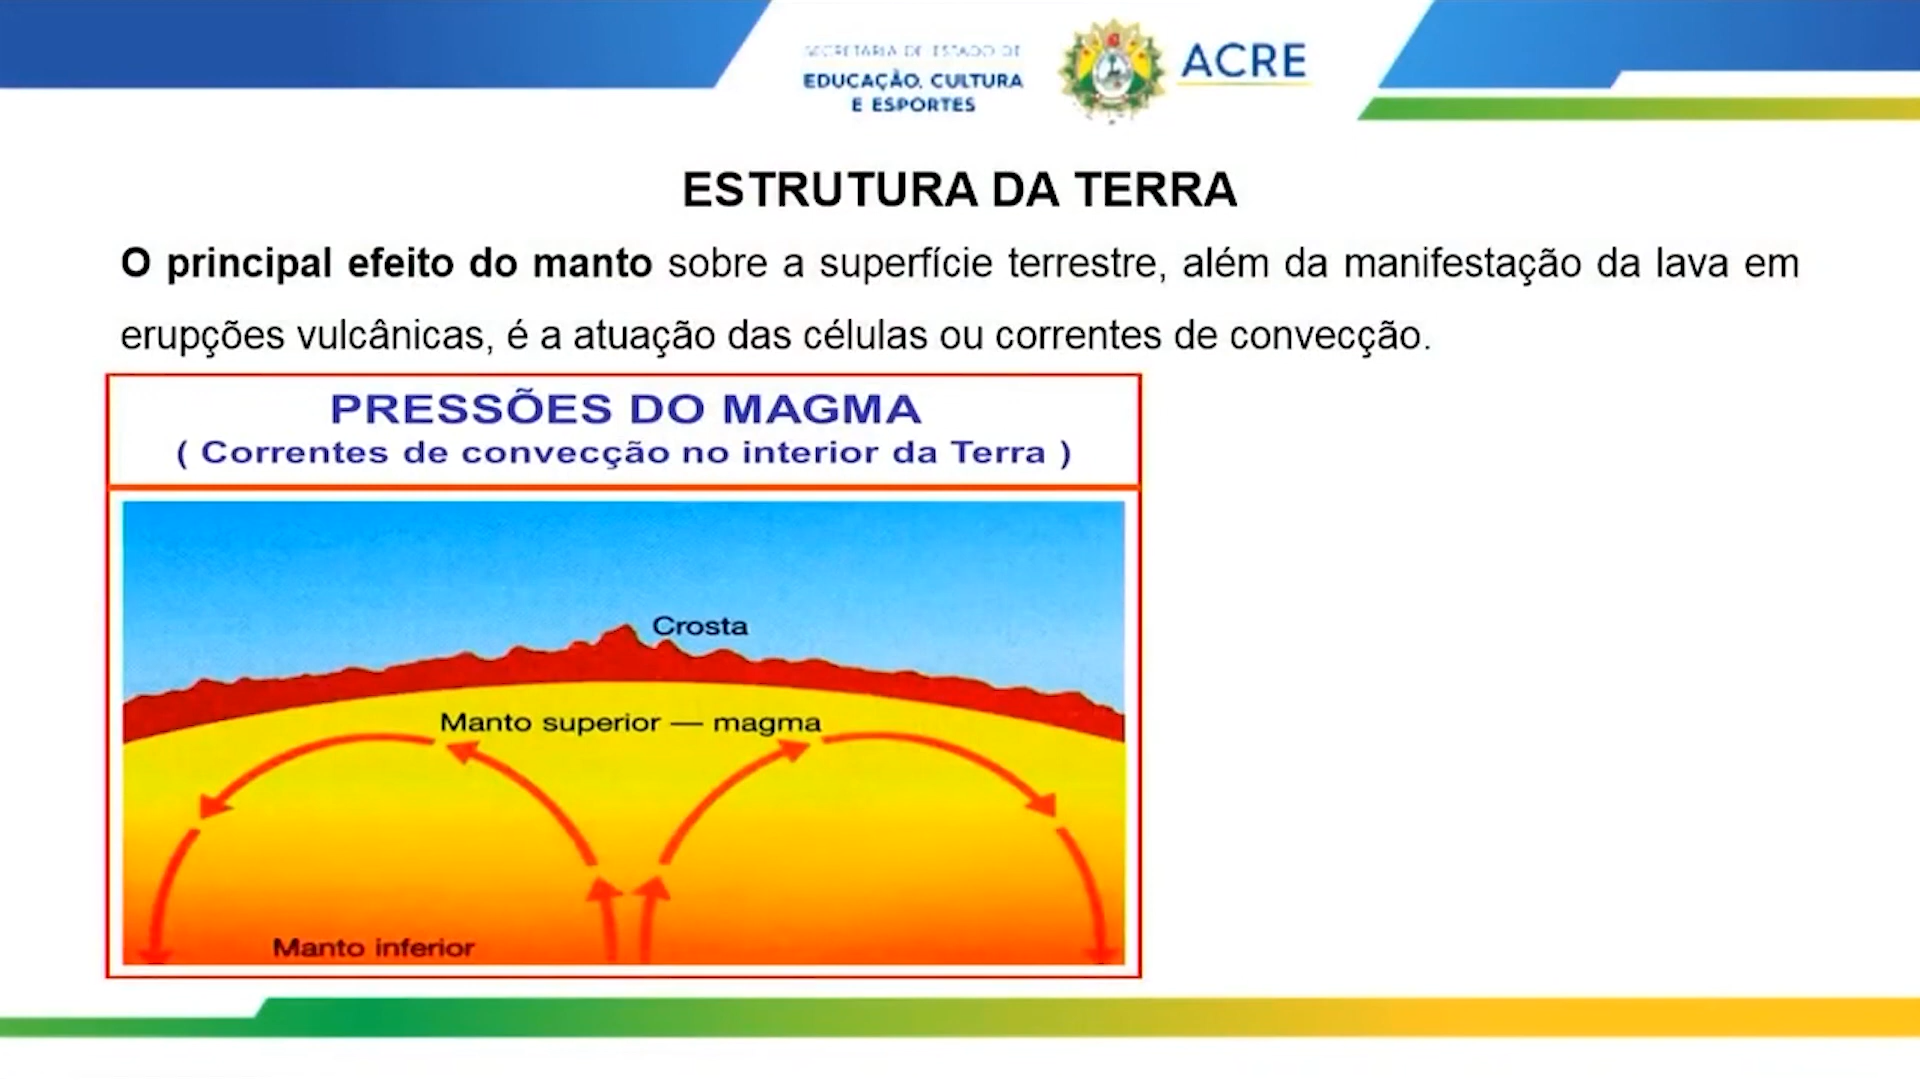 SECRETARIA DE ESTADO DE
EDUCAÇÃO, CULTURA
E ESPORTES
ACRE
ESTRUTURA DA TERRA
O principal efeito do manto sobre a superfície terrestre, além da manifestação da lava em
erupções vulcânicas, é a atuação das células ou correntes de convecção.
PRESSÕES DO MAGMA
( Correntes de convecção no interior da Terra )
Crosta
Manto superior — magma
Manto inferior